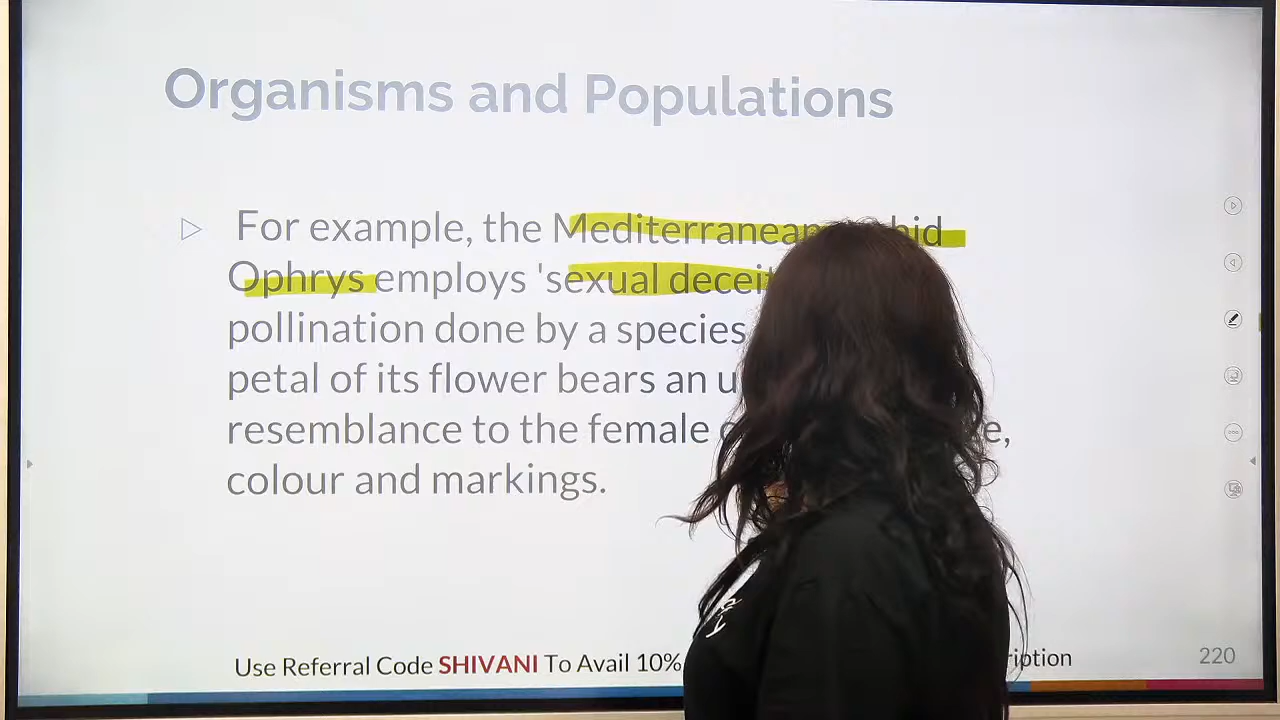 Organisms and Populations
For example, the Mediterranean
Ophrys employs 'sexual deceit
pollination done by a species
petal of its flower bears an
resemblance to the female
colour and markings.
Use Referral Code SHIVANI To Avail 10%
220